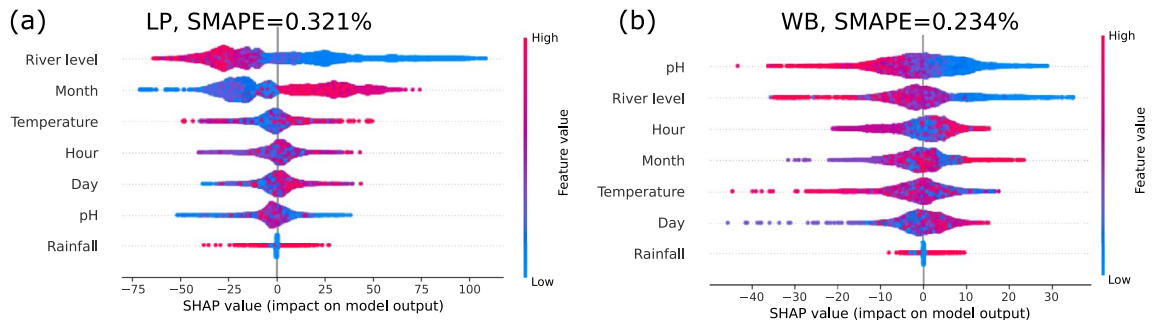 (a) LP, SMAPE=0.321%
High
River level
Month
Temperature
Hour
Day
pH
Rainfall
Feature value
Low
−75 −50 −25 0 25 50 75 100
SHAP value (impact on model output)
(b) WB, SMAPE=0.234%
High
pH
River level
Hour
Month
Temperature
Day
Rainfall
Feature value
Low
−40 −30 −20 −10 0 10 20 30
SHAP value (impact on model output)